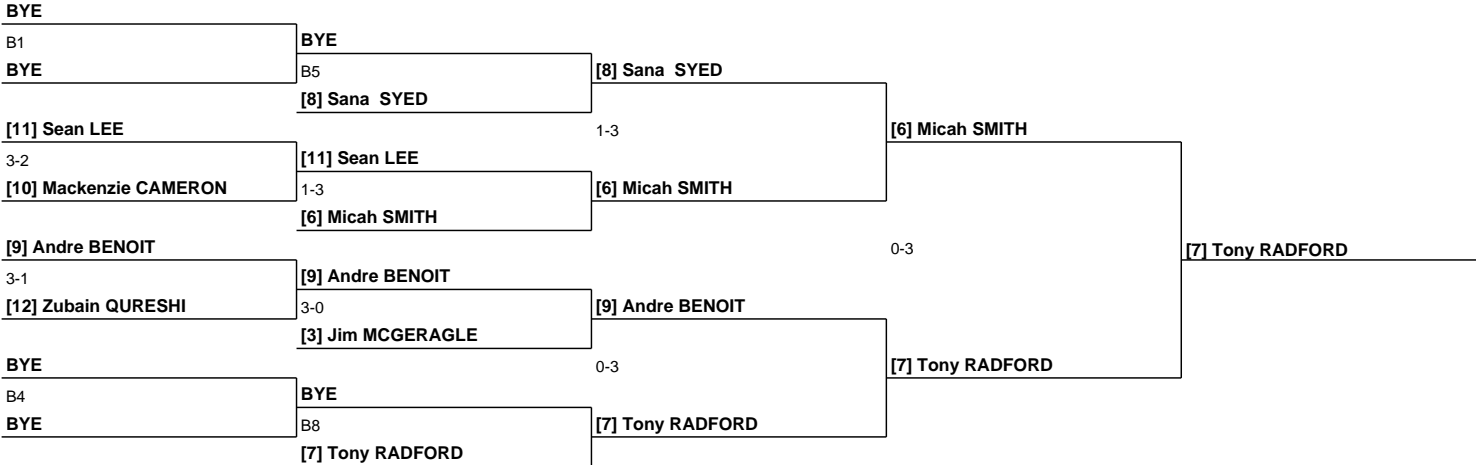 BYE
B1
BYE
BYE
B5
[8] Sana  SYED
[8] Sana  SYED
[11] Sean LEE
3-2
[10] Mackenzie CAMERON
[11] Sean LEE
1-3
[6] Micah SMITH
1-3
[6] Micah SMITH
[6] Micah SMITH
[9] Andre BENOIT
3-1
[12] Zubain QURESHI
[9] Andre BENOIT
3-0
[3] Jim MCGERAGLE
[9] Andre BENOIT
0-3
[7] Tony RADFORD
BYE
B4
BYE
BYE
B8
[7] Tony RADFORD
0-3
[7] Tony RADFORD
[7] Tony RADFORD